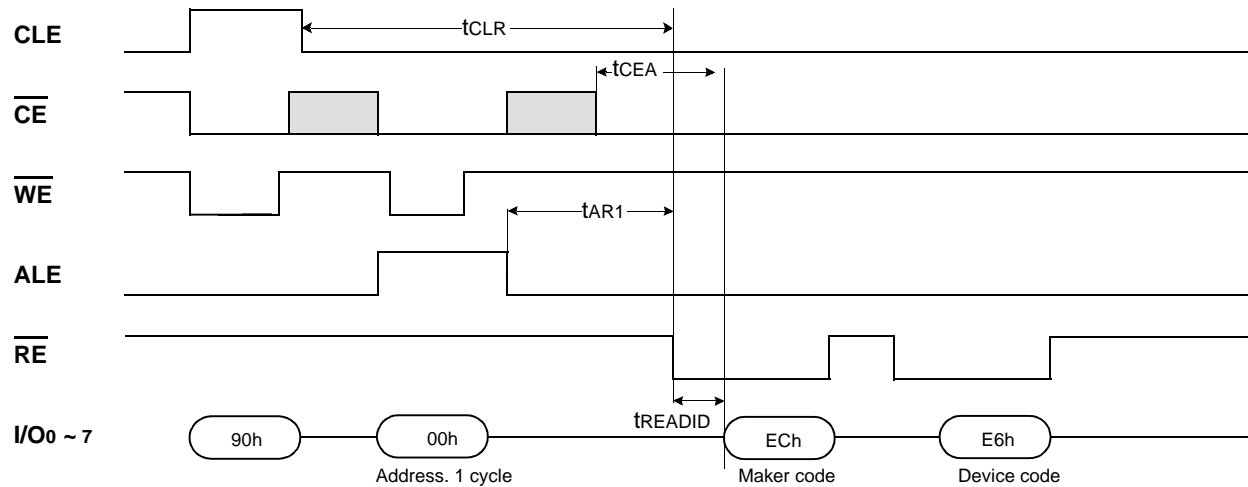 CLE
tCLR
tCEA
CE
WE
tAR1
ALE
RE
tREADID
I/O0 ~ 7
90h
00h
ECh
E6h
Address. 1 cycle
Maker code
Device code